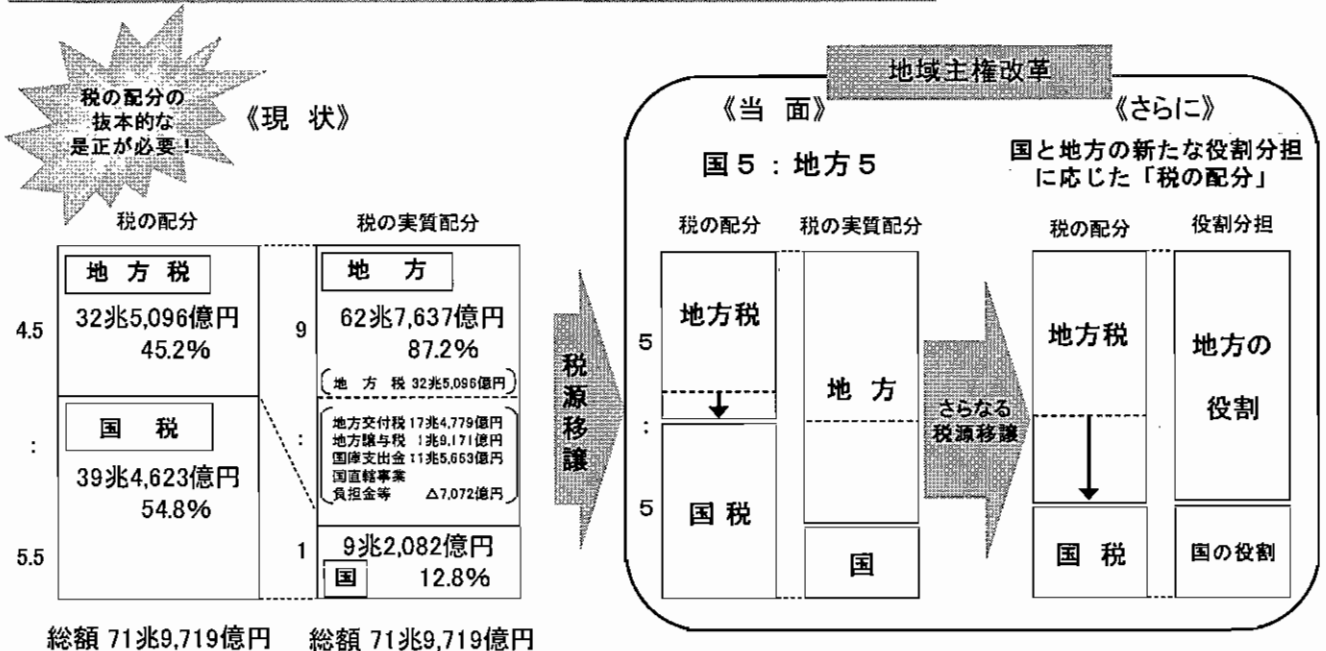 税の配分の
抜本的な
是正が必要!
《現 状》
税の配分
税の実質配分
地 方 税
32兆5,096億円
45.2%
国 税
39兆4,623億円
54.8%
4.5
:
5.5
総額 71兆9,719億円
地 方
62兆7,637億円
87.2%
地 方 税 32兆5,096億円
地方交付税 17兆4,779億円
地方譲与税 1兆9,171億円
国庫支出金 11兆5,663億円
国直轄事業
負担金等 △7,072億円
9兆2,082億円
国 12.8%
9
:
1
総額 71兆9,719億円
税源移譲
地域主権改革
《当 面》
国5:地方5
税の配分
税の実質配分
5
:
5
地方税
国 税
地 方
国
さらなる
税源移譲
《さらに》
国と地方の新たな役割分担
に応じた「税の配分」
税の配分
役割分担
地方税
国 税
地方の
役割
国の役割